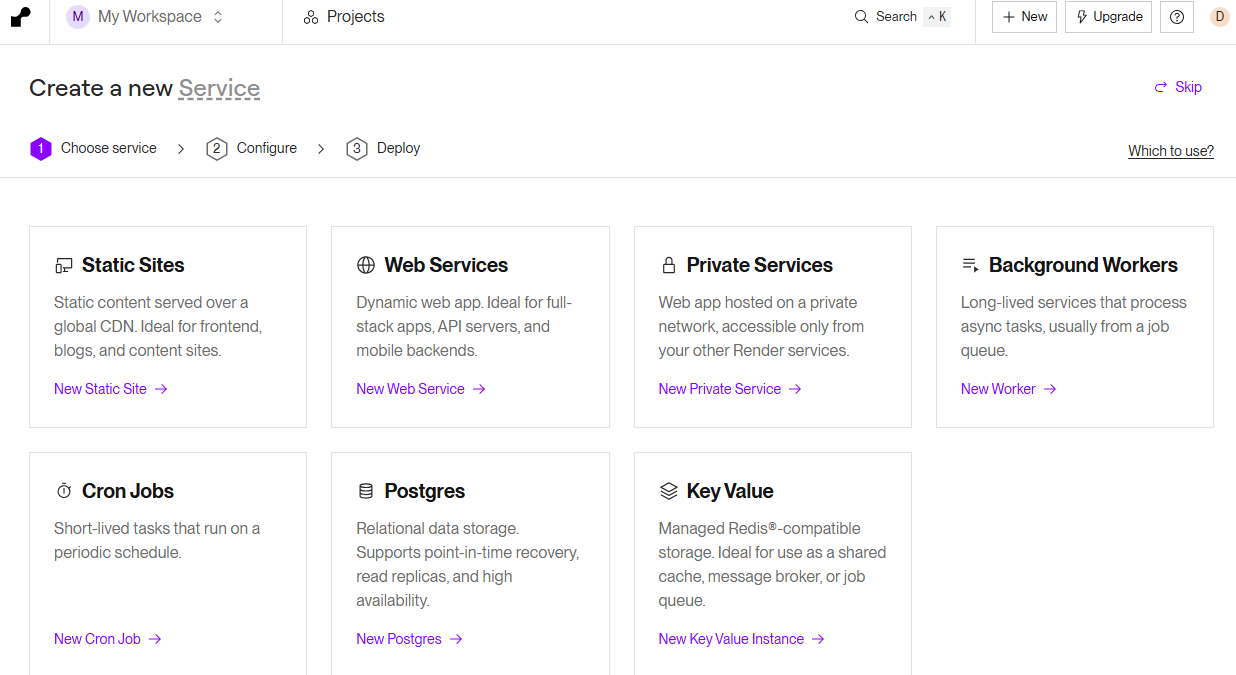 M My Workspace Projects Search ^ K + New Upgrade D
Create a new Service
Skip
1 Choose service 2 Configure 3 Deploy
Which to use?
Static Sites
Static content served over a
global CDN. Ideal for frontend,
blogs, and content sites.
New Static Site →
Web Services
Dynamic web app. Ideal for full-
stack apps, API servers, and
mobile backends.
New Web Service →
Private Services
Web app hosted on a private
network, accessible only from
your other Render services.
New Private Service →
Background Workers
Long-lived services that process
async tasks, usually from a job
queue.
New Worker →
Cron Jobs
Short-lived tasks that run on a
periodic schedule.
New Cron Job →
Postgres
Relational data storage.
Supports point-in-time recovery,
read replicas, and high
availability.
New Postgres →
Key Value
Managed Redis®-compatible
storage. Ideal for use as a shared
cache, message broker, or job
queue.
New Key Value Instance →